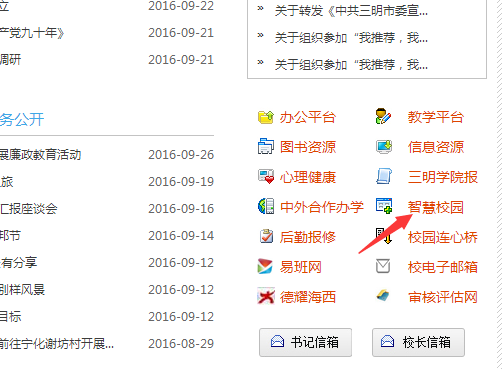 立 2016-09-22
产党九十年》 2016-09-21
调研 2016-09-21
» 关于转发《中共三明市委宣...
» 关于组织参加“我推荐，我...
» 关于组织参加“我推荐，我...
务公开
展廉政教育活动 2016-09-26
旅 2016-09-19
汇报座谈会 2016-09-16
邦节 2016-09-14
有分享 2016-09-12
别样风景 2016-09-12
目标 2016-09-12
前往宁化谢坊村开展... 2016-08-29
办公平台 教学平台
图书资源 信息资源
心理健康 三明学院报
中外合作办学 智慧校园
后勤报修 校园连心桥
易班网 校电子邮箱
德耀海西 审核评估网
书记信箱 校长信箱